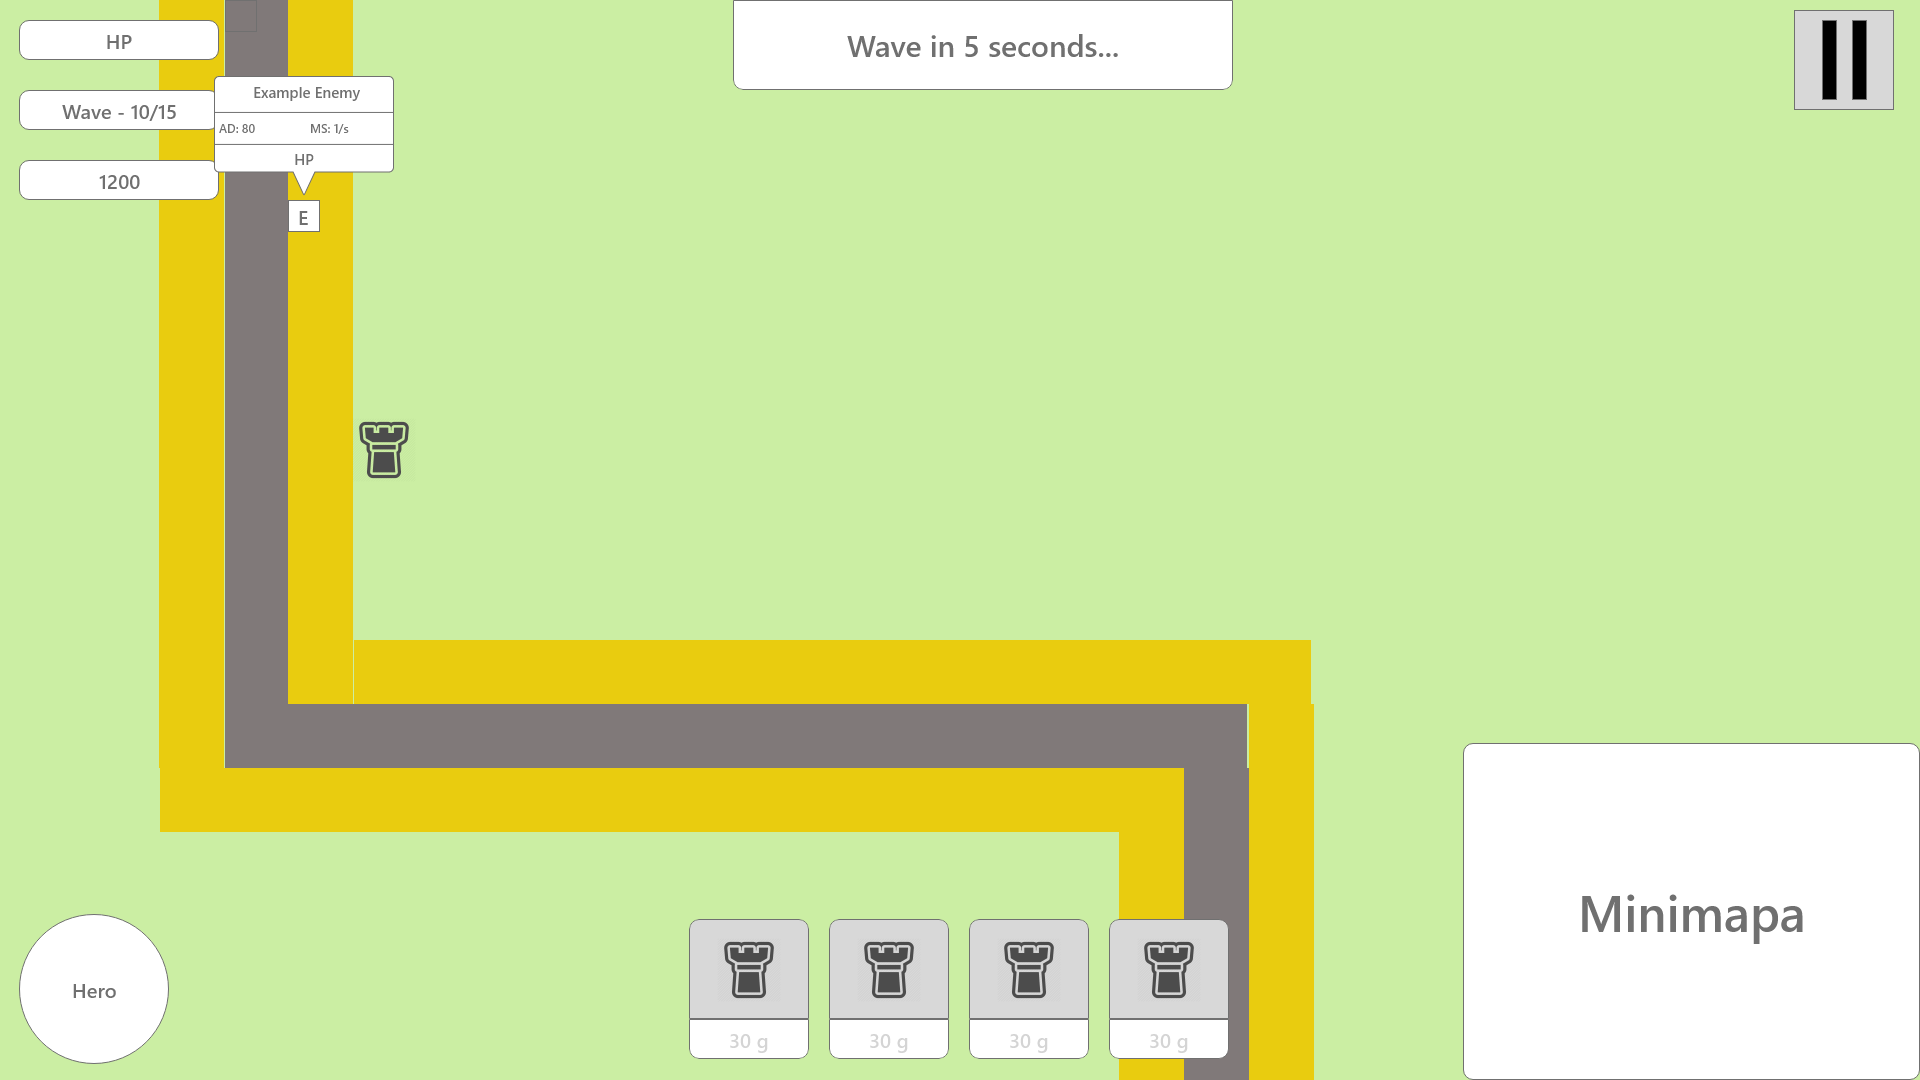 HP
Wave in 5 seconds...
Wave - 10/15
Example Enemy
AD: 80 MS: 1/s
HP
1200
E
Minimapa
Hero
30 g 30 g 30 g 30 g